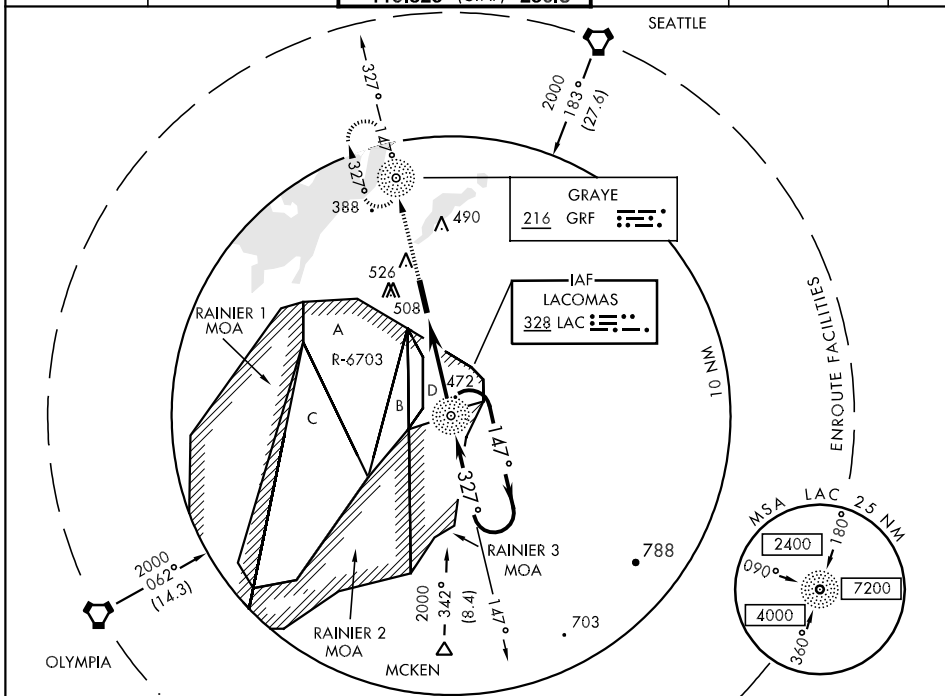 SEATTLE
327°
147°
2000
183°
(27.6)
327°
388
490
GRAYE
216 GRF
526
508
IAF
LACOMAS
328 LAC
RAINIER 1
MOA
A
R-6703
C
B
D
472
147°
327°
10 NM
ENROUTE FACILITIES
MSA LAC 25 NM
2400
180°
090°
7200
4000
360°
RAINIER 3
MOA
788
2000
062°
(14.3)
2000
342°
(8.4)
147°
703
RAINIER 2
MOA
OLYMPIA
MCKEN